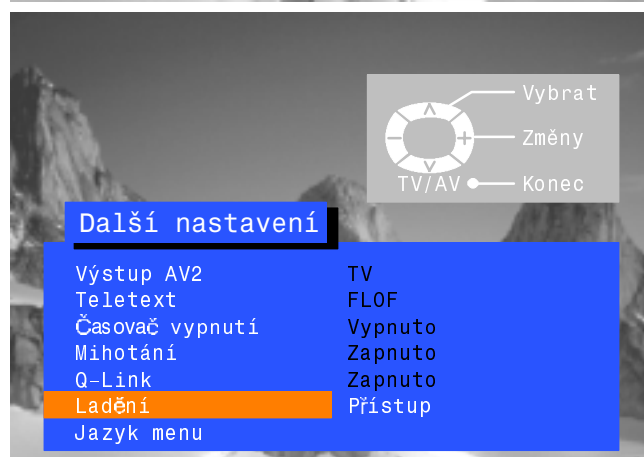 Vybrat
Změny
TV/AV Konec
Další nastavení
Výstup AV2 TV
Teletext FLOF
Časovač vypnutí Vypnuto
Mihotání Zapnuto
Q-Link Zapnuto
Ladění Přístup
Jazyk menu